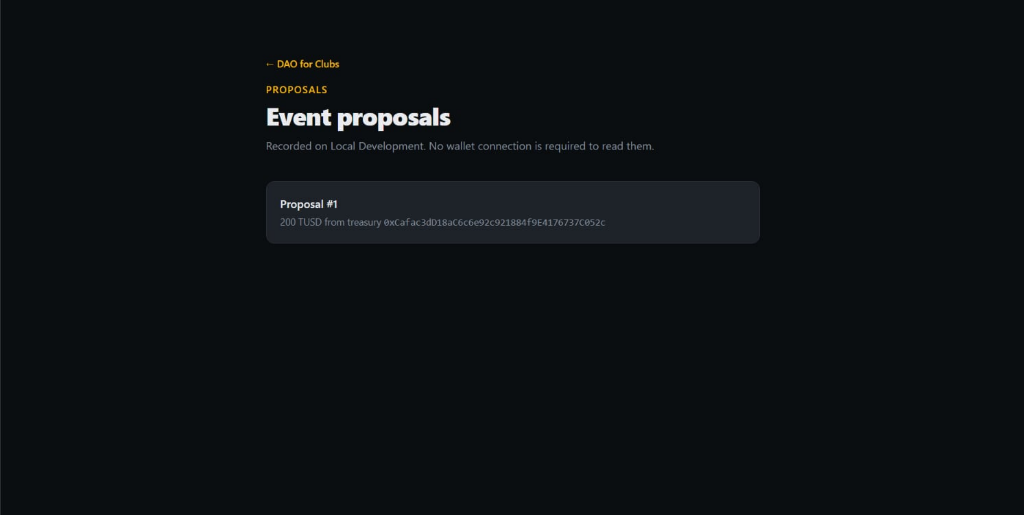 ← DAO for Clubs
PROPOSALS
Event proposals
Recorded on Local Development. No wallet connection is required to read them.
Proposal #1
200 TUSD from treasury 0xCafac3dD18aC6c6e92c921884f9E4176737C052c